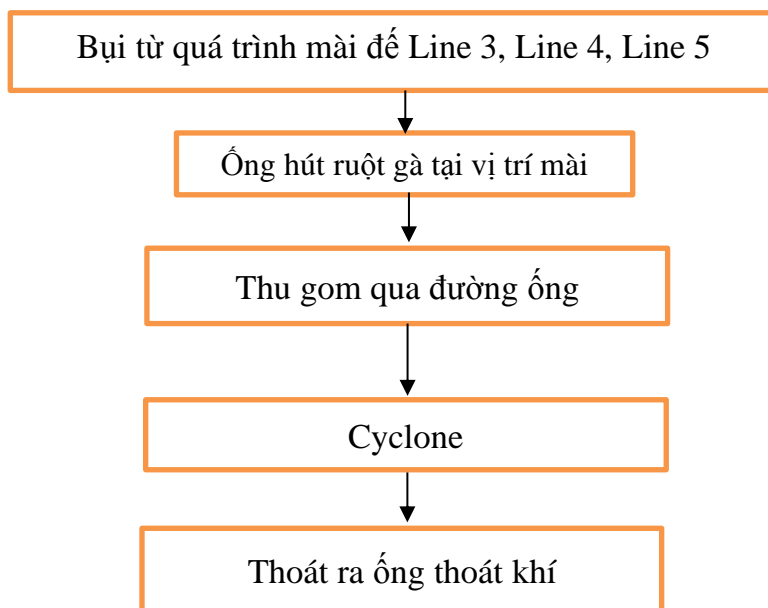 Bụi từ quá trình mài đế Line 3, Line 4, Line 5
Ống hút ruột gà tại vị trí mài
Thu gom qua đường ống
Cyclone
Thoát ra ống thoát khí